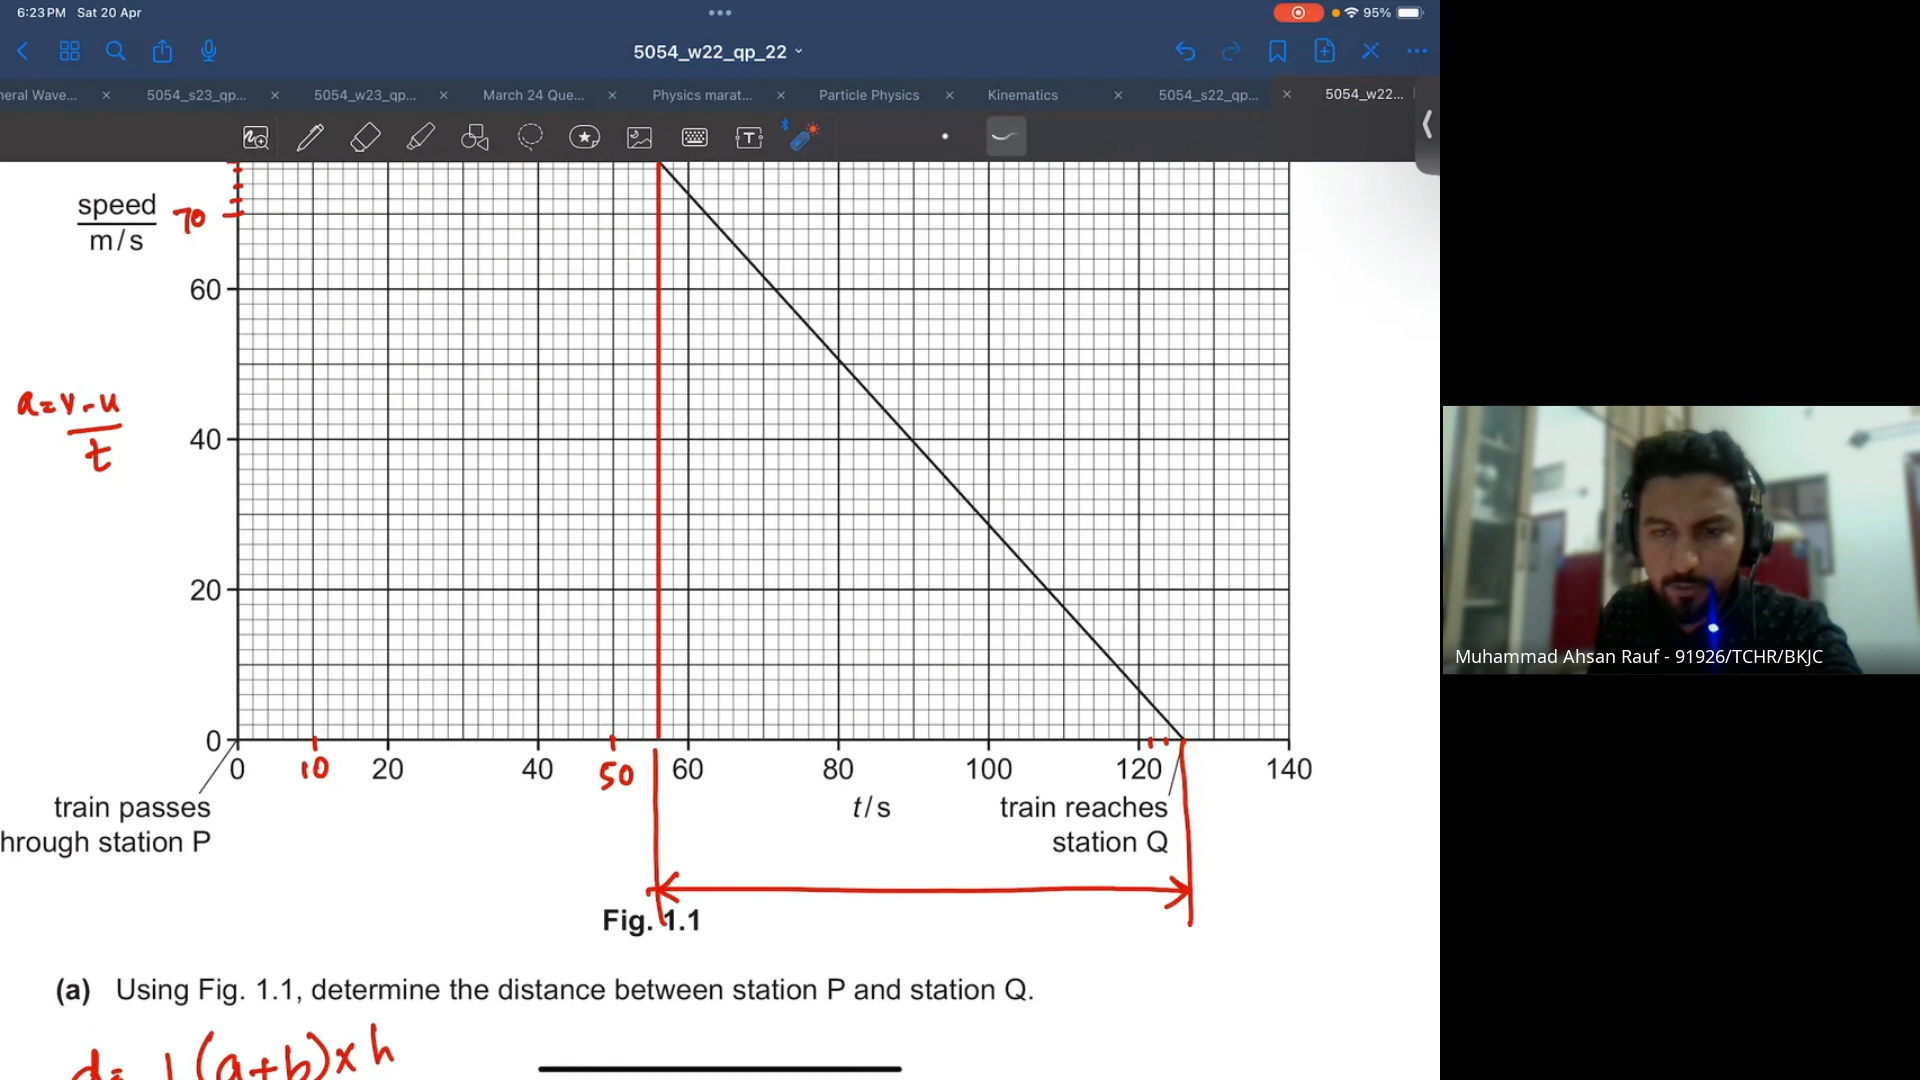 6:23 PM Sat 20 Apr
95%
5054_w22_qp_22
neral Wave...
5054_s23_qp...
5054_w23_qp...
March 24 Que...
Physics marat...
Particle Physics
Kinematics
5054_s22_qp...
5054_w22...
speed
m/s
70
60
a = v - u
t
40
20
0
0 10 20 40 50 60 80 100 120 140
train passes
hrough station P
t/s
train reaches
station Q
Fig. 1.1
(a) Using Fig. 1.1, determine the distance between station P and station Q.
d = 1 (a+b) x h
Muhammad Ahsan Rauf - 91926/TCHR/BKJC